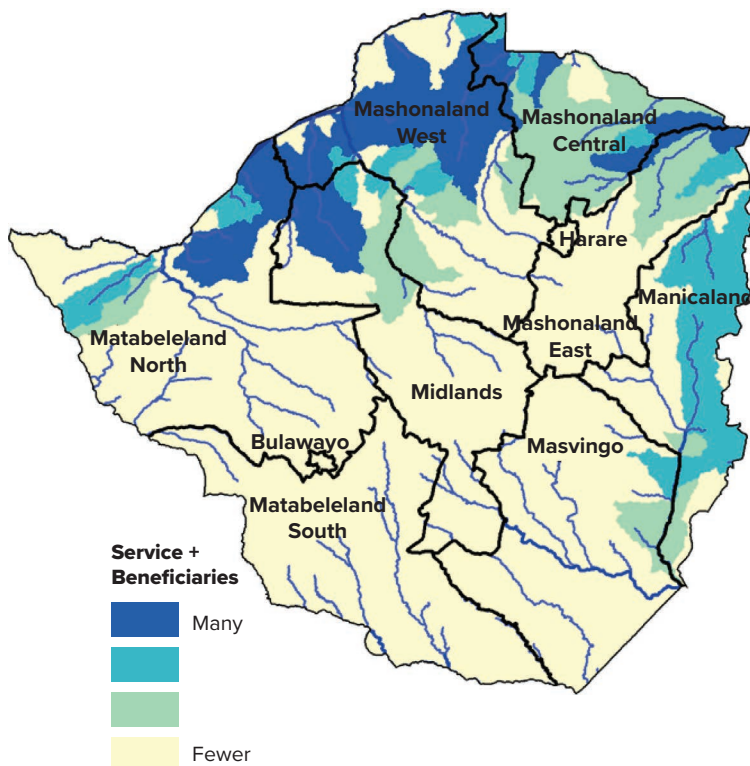 Mashonaland
West
Mashonaland
Central
Harare
Manicaland
Mashonaland
East
Matabeleland
North
Midlands
Bulawayo
Masvingo
Matabeleland
South
Service +
Beneficiaries
Many
Fewer